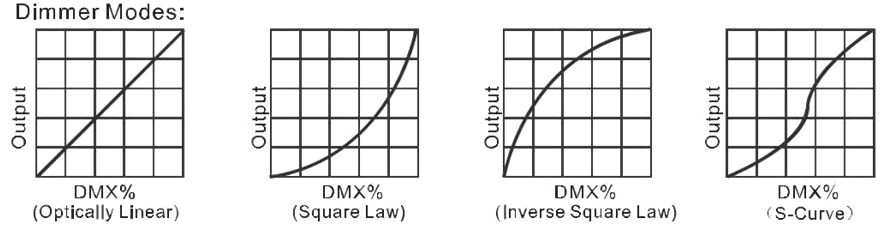 Dimmer Modes:
Output
DMX%
(Optically Linear)
Output
DMX%
(Square Law)
Output
DMX%
(Inverse Square Law)
Output
DMX%
（S-Curve）